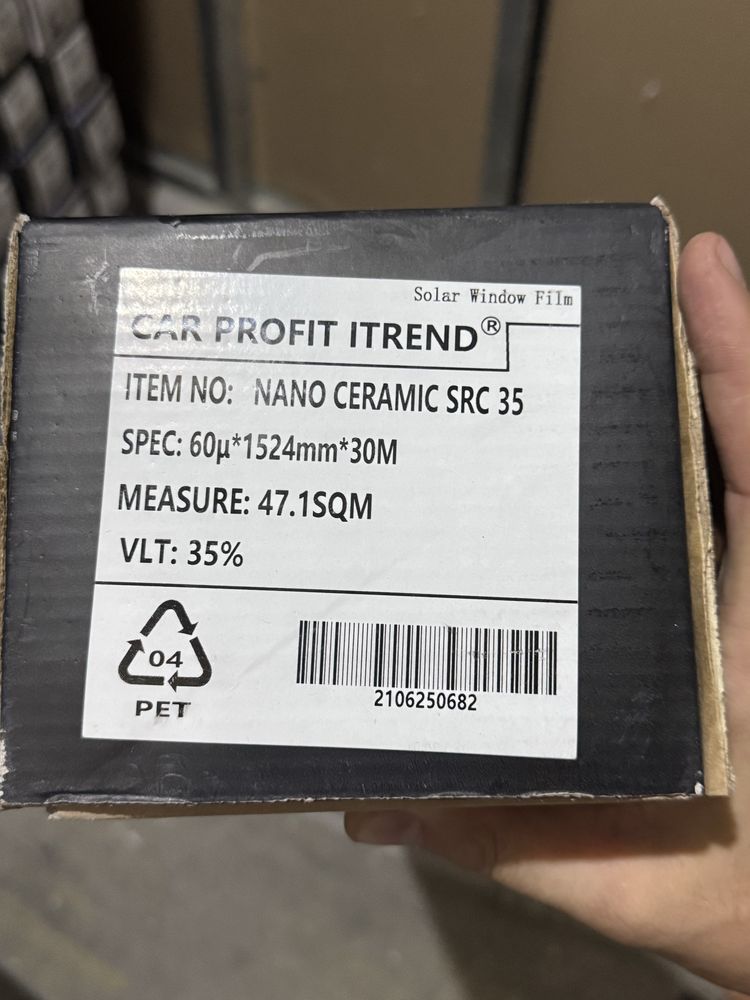 Solar Window Film
CAR PROFIT ITREND®
ITEM NO: NANO CERAMIC SRC 35
SPEC: 60μ*1524mm*30M
MEASURE: 47.1SQM
VLT: 35%
04
PET
2106250682